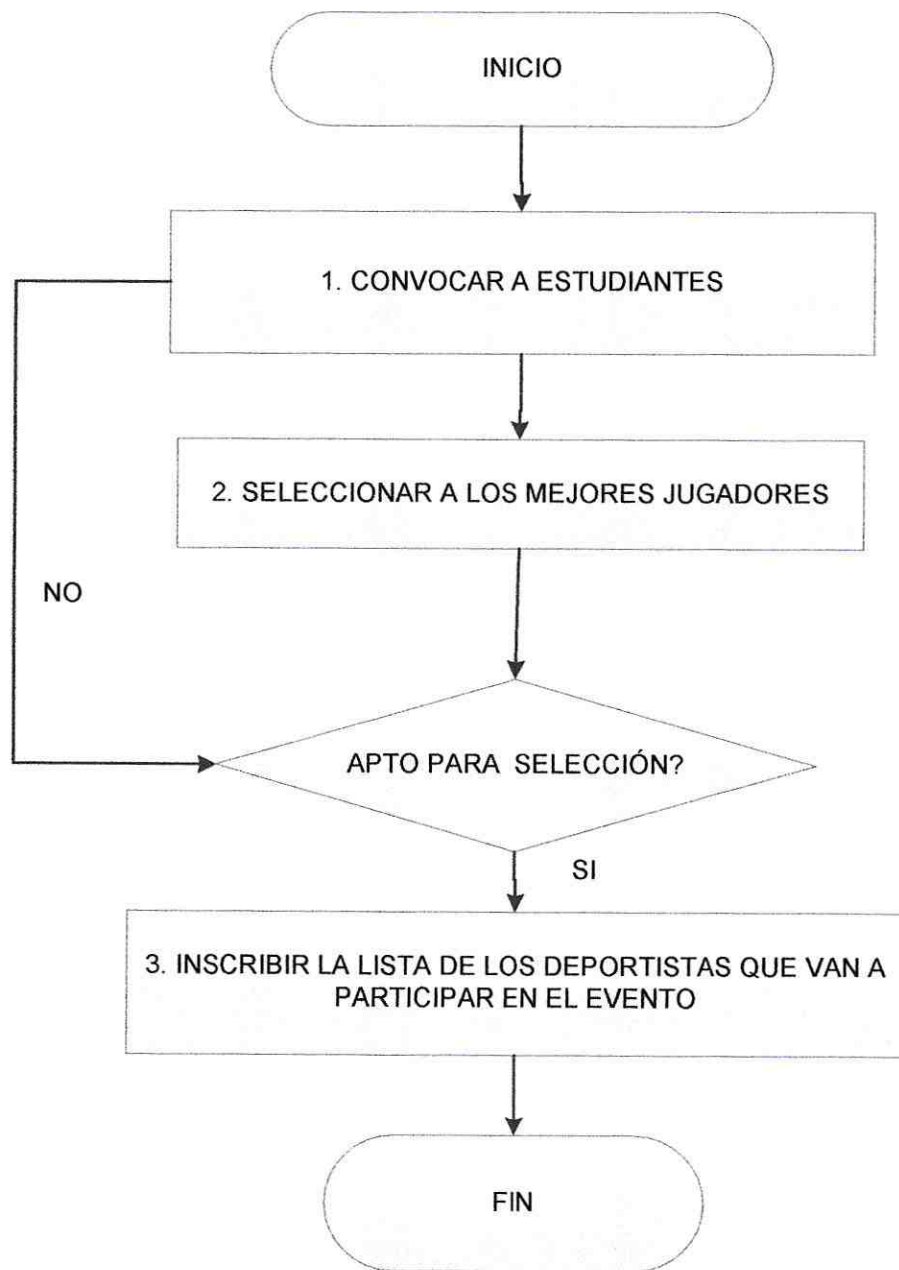 INICIO
1. CONVOCAR A ESTUDIANTES
2. SELECCIONAR A LOS MEJORES JUGADORES
NO
APTO PARA SELECCIÓN?
SI
3. INSCRIBIR LA LISTA DE LOS DEPORTISTAS QUE VAN A
PARTICIPAR EN EL EVENTO
FIN